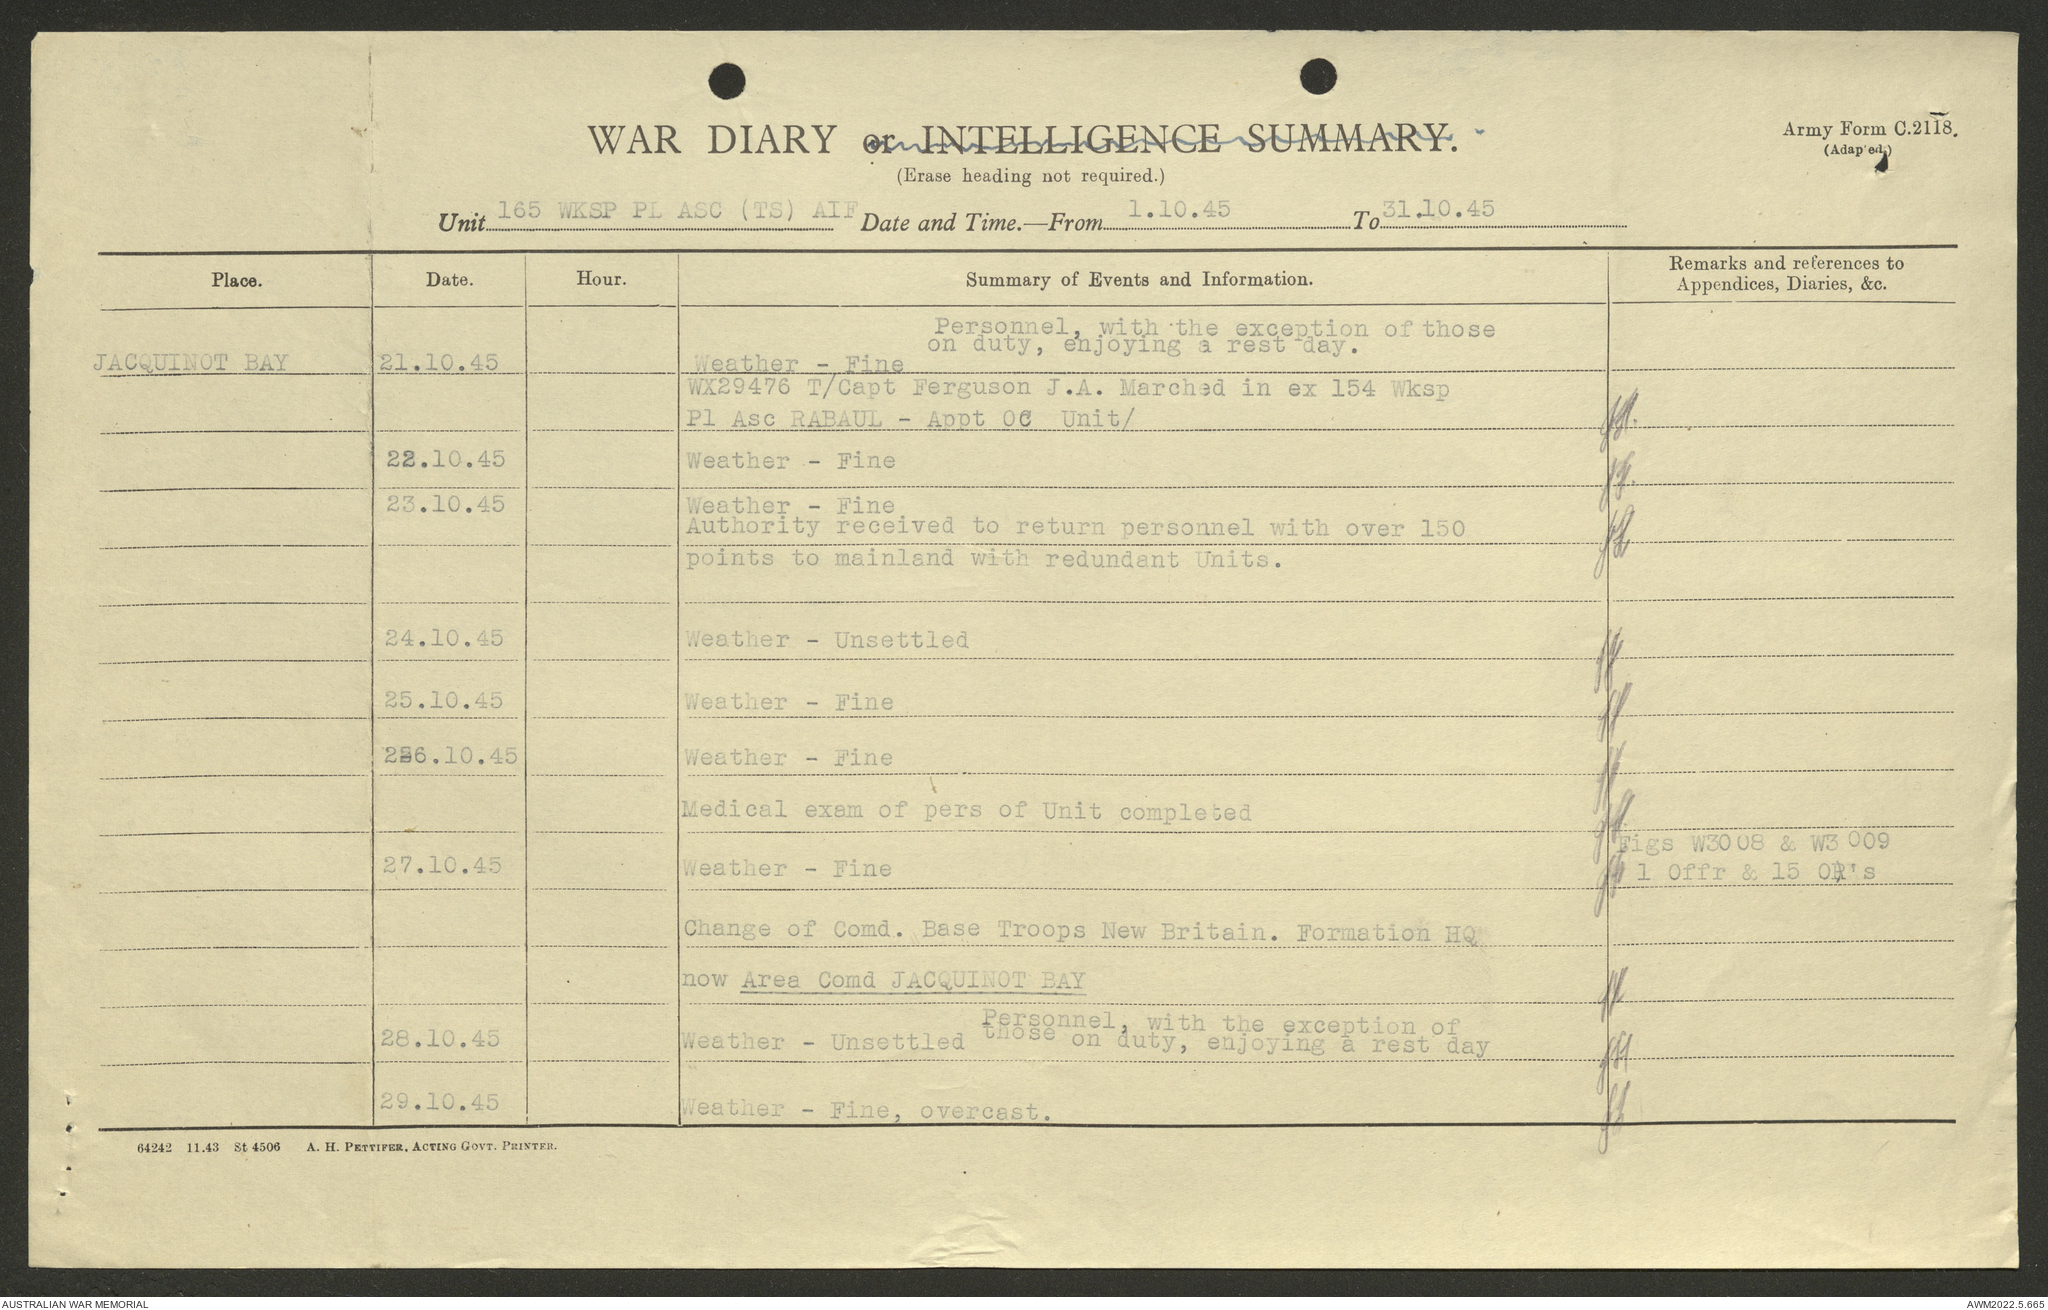 WAR DIARY or INTELLIGENCE SUMMARY.
(Erase heading not required.)
Army Form C.2118.
(Adap'ed.)
Unit 165 WKSP PL ASC (TS) AIF Date and Time.—From 1.10.45 To 31.10.45
Place. Date. Hour. Summary of Events and Information. Remarks and references to
Appendices, Diaries, &c.
Personnel, with the exception of those
on duty, enjoying a rest day.
JACQUINOT BAY 21.10.45 Weather - Fine
WX29476 T/Capt Ferguson J.A. Marched in ex 154 Wksp
Pl Asc RABAUL - Appt OC Unit/
22.10.45 Weather - Fine
23.10.45 Weather - Fine
Authority received to return personnel with over 150
points to mainland with redundant Units.
24.10.45 Weather - Unsettled
25.10.45 Weather - Fine
26.10.45 Weather - Fine
Medical exam of pers of Unit completed
Figs W3008 & W3009
27.10.45 Weather - Fine 1 Offr & 15 OR's
Change of Comd. Base Troops New Britain. Formation HQ
now Area Comd JACQUINOT BAY
Personnel, with the exception of
28.10.45 Weather - Unsettled those on duty, enjoying a rest day
29.10.45 Weather - Fine, overcast.
64242 11.43 St 4506 A. H. PETTIFER, ACTING GOVT. PRINTER.
AUSTRALIAN WAR MEMORIAL AWM2022.5.665